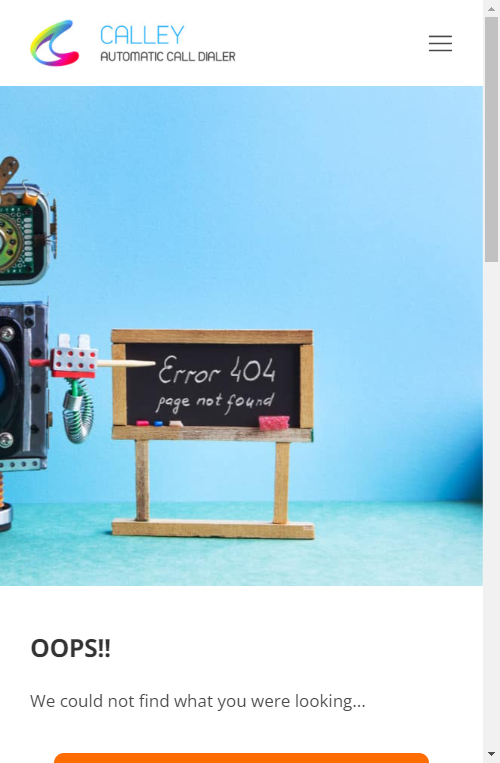 CALLEY
AUTOMATIC CALL DIALER
Error 404
page not found
OOPS!!
We could not find what you were looking...